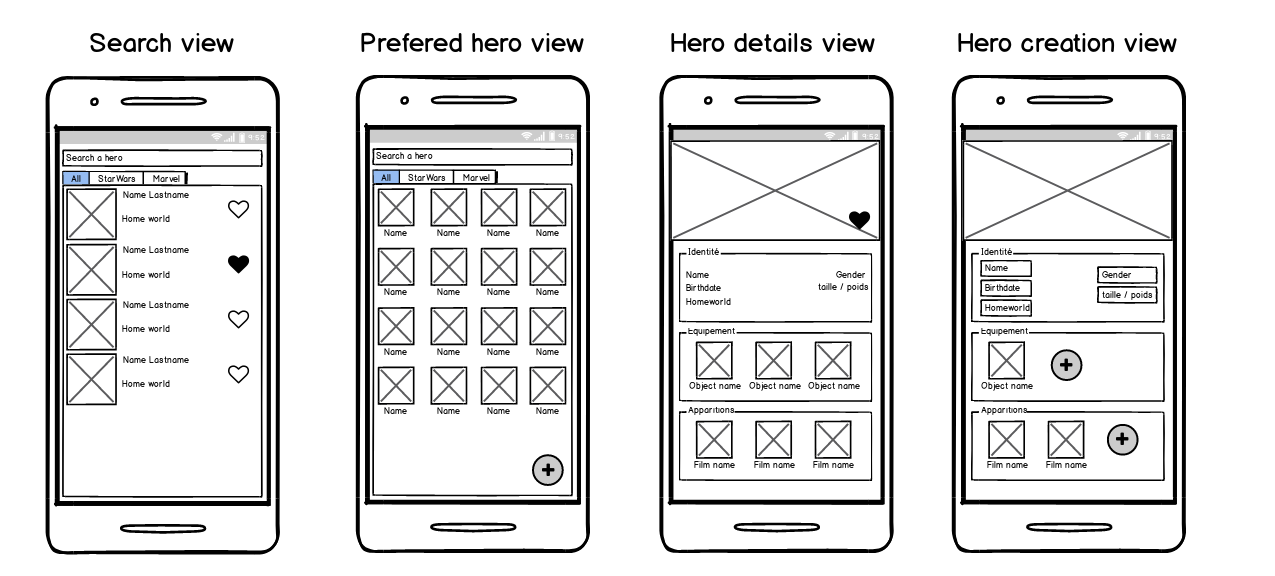 Search view
9:52
Search a hero
All StarWars Marvel
Name Lastname
Home world
Name Lastname
Home world
Name Lastname
Home world
Name Lastname
Home world
Prefered hero view
9:52
Search a hero
All StarWars Marvel
Name Name Name Name
Name Name Name Name
Name Name Name Name
Name Name Name Name
Hero details view
9:52
Identité
Name Gender
Birthdate taille / poids
Homeworld
Equipement
Object name Object name Object name
Apparitions
Film name Film name Film name
Hero creation view
9:52
Identité
Name Gender
Birthdate taille / poids
Homeworld
Equipement
Object name
Apparitions
Film name Film name